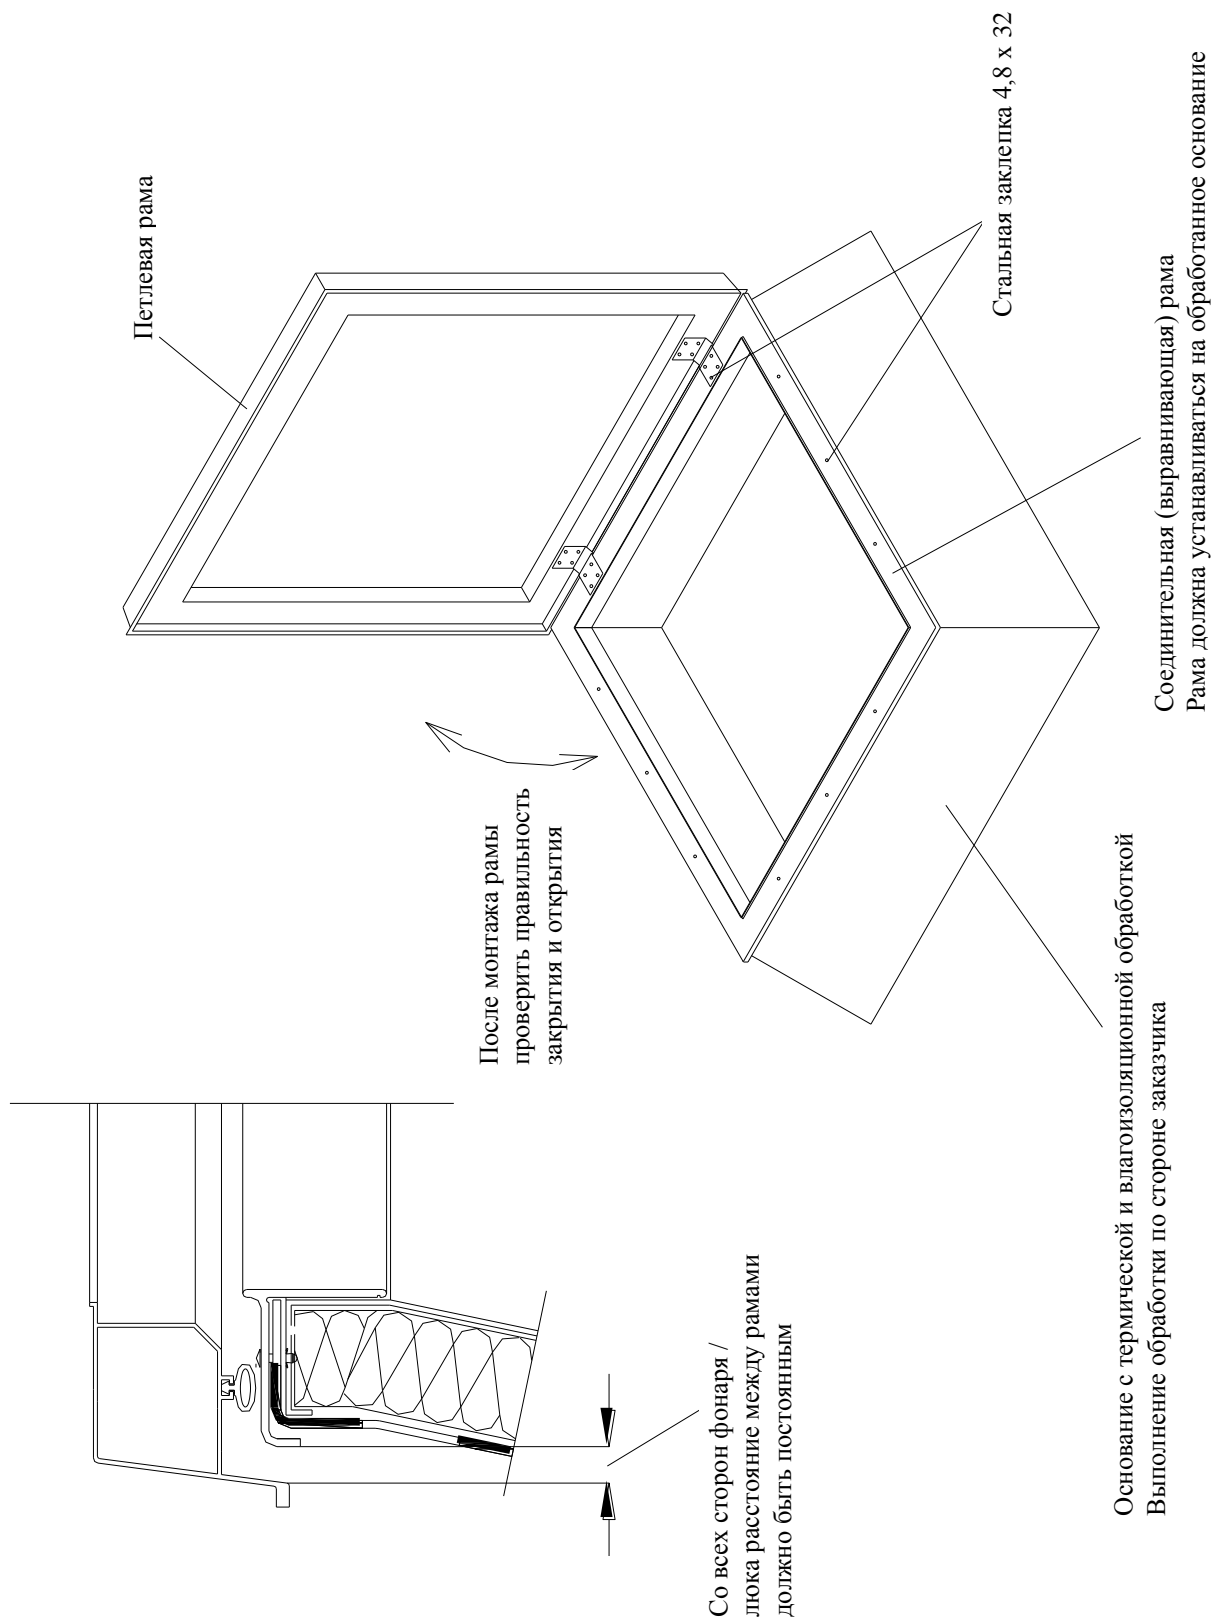 Петлевая рама
Стальная заклепка 4,8 x 32
Соединительная (выравнивающая) рама
Рама должна устанавливаться на обработанное основание
После монтажа рамы
проверить правильность
закрытия и открытия
Основание с термической и влагоизоляционной обработкой
Выполнение обработки по стороне заказчика
Со всех сторон фонаря /
люка расстояние между рамами
должно быть постоянным